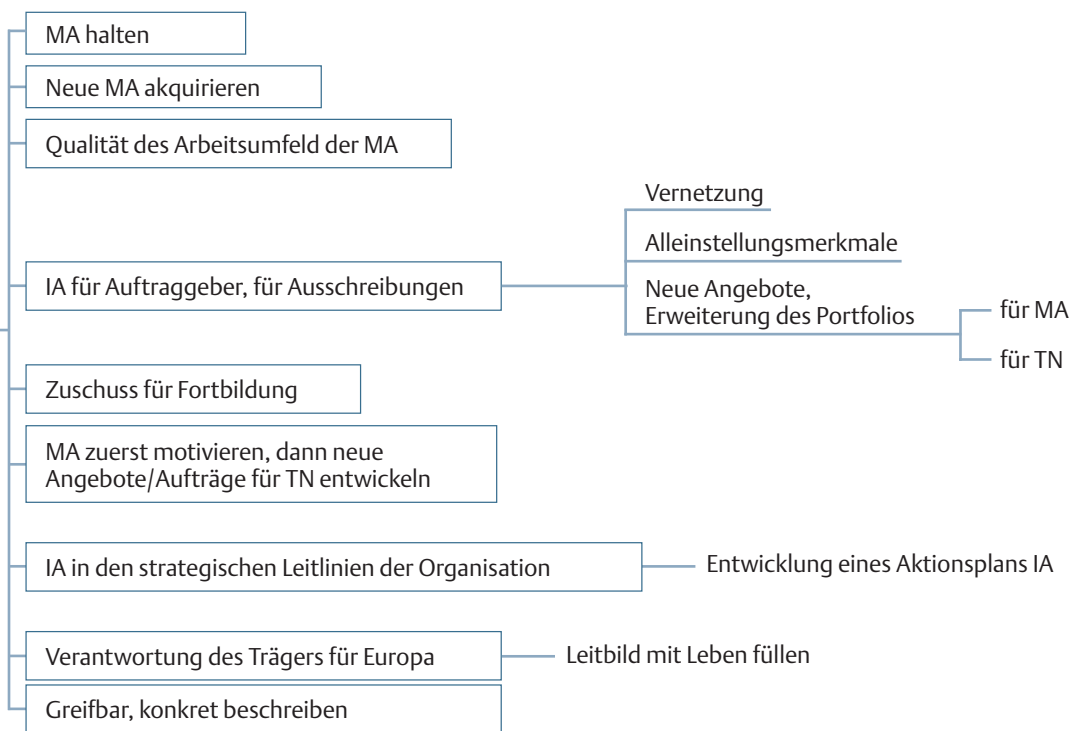 MA halten
Neue MA akquirieren
Qualität des Arbeitsumfeld der MA
IA für Auftraggeber, für Ausschreibungen
Vernetzung
Alleinstellungsmerkmale
Neue Angebote,
Erweiterung des Portfolios
für MA
für TN
Zuschuss für Fortbildung
MA zuerst motivieren, dann neue
Angebote/Aufträge für TN entwickeln
IA in den strategischen Leitlinien der Organisation
Entwicklung eines Aktionsplans IA
Verantwortung des Trägers für Europa
Leitbild mit Leben füllen
Greifbar, konkret beschreiben